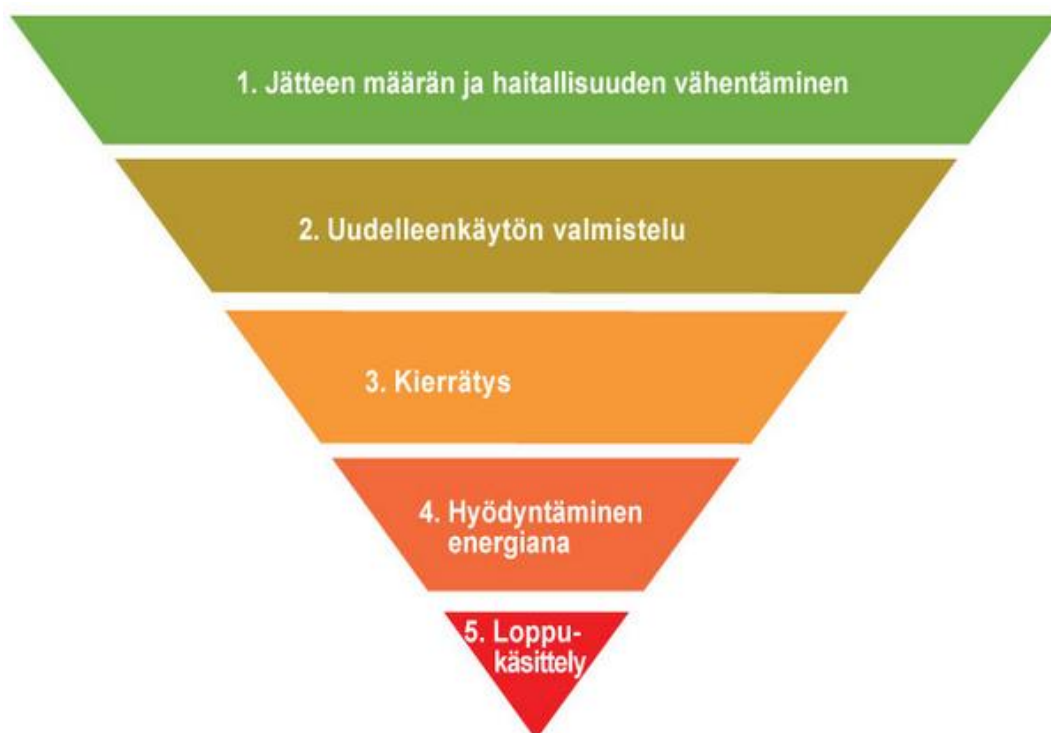 1. Jätteen määrän ja haitallisuuden vähentäminen
2. Uudelleenkäytön valmistelu
3. Kierrätys
4. Hyödyntäminen
energiana
5. Loppu-
käsittely